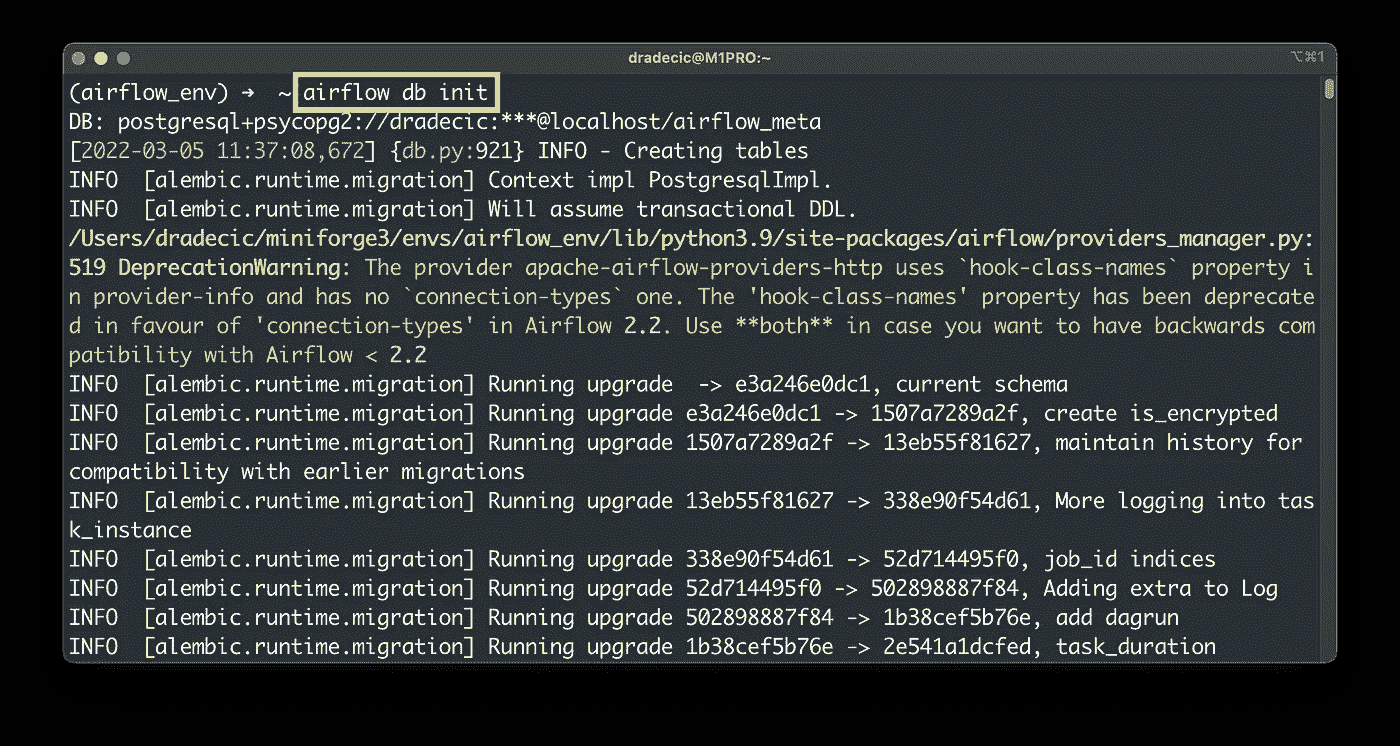 dradecic@M1PRO:~
⌥⌘1
(airflow_env) ➜  ~ airflow db init
DB: postgresql+psycopg2://dradecic:***@localhost/airflow_meta
[2022-03-05 11:37:08,672] {db.py:921} INFO - Creating tables
INFO  [alembic.runtime.migration] Context impl PostgresqlImpl.
INFO  [alembic.runtime.migration] Will assume transactional DDL.
/Users/dradecic/miniforge3/envs/airflow_env/lib/python3.9/site-packages/airflow/providers_manager.py:
519 DeprecationWarning: The provider apache-airflow-providers-http uses `hook-class-names` property i
n provider-info and has no `connection-types` one. The 'hook-class-names' property has been deprecate
d in favour of 'connection-types' in Airflow 2.2. Use **both** in case you want to have backwards com
patibility with Airflow < 2.2
INFO  [alembic.runtime.migration] Running upgrade  -> e3a246e0dc1, current schema
INFO  [alembic.runtime.migration] Running upgrade e3a246e0dc1 -> 1507a7289a2f, create is_encrypted
INFO  [alembic.runtime.migration] Running upgrade 1507a7289a2f -> 13eb55f81627, maintain history for
compatibility with earlier migrations
INFO  [alembic.runtime.migration] Running upgrade 13eb55f81627 -> 338e90f54d61, More logging into tas
k_instance
INFO  [alembic.runtime.migration] Running upgrade 338e90f54d61 -> 52d714495f0, job_id indices
INFO  [alembic.runtime.migration] Running upgrade 52d714495f0 -> 502898887f84, Adding extra to Log
INFO  [alembic.runtime.migration] Running upgrade 502898887f84 -> 1b38cef5b76e, add dagrun
INFO  [alembic.runtime.migration] Running upgrade 1b38cef5b76e -> 2e541a1dcfed, task_duration